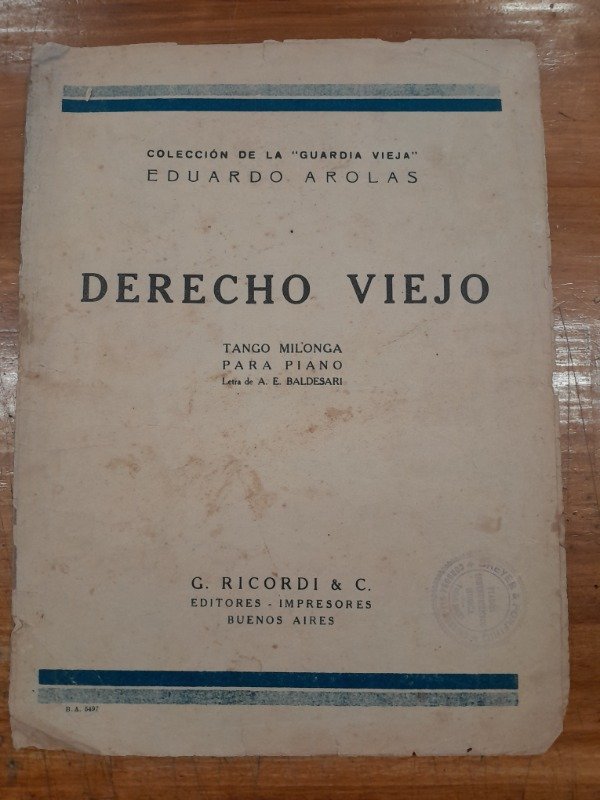 COLECCIÓN DE LA "GUARDIA VIEJA"
EDUARDO AROLAS
DERECHO VIEJO
TANGO MILONGA
PARA PIANO
Letra de A. E. BALDESARI
G. RICORDI & C.
EDITORES - IMPRESORES
BUENOS AIRES
B. A. 5497